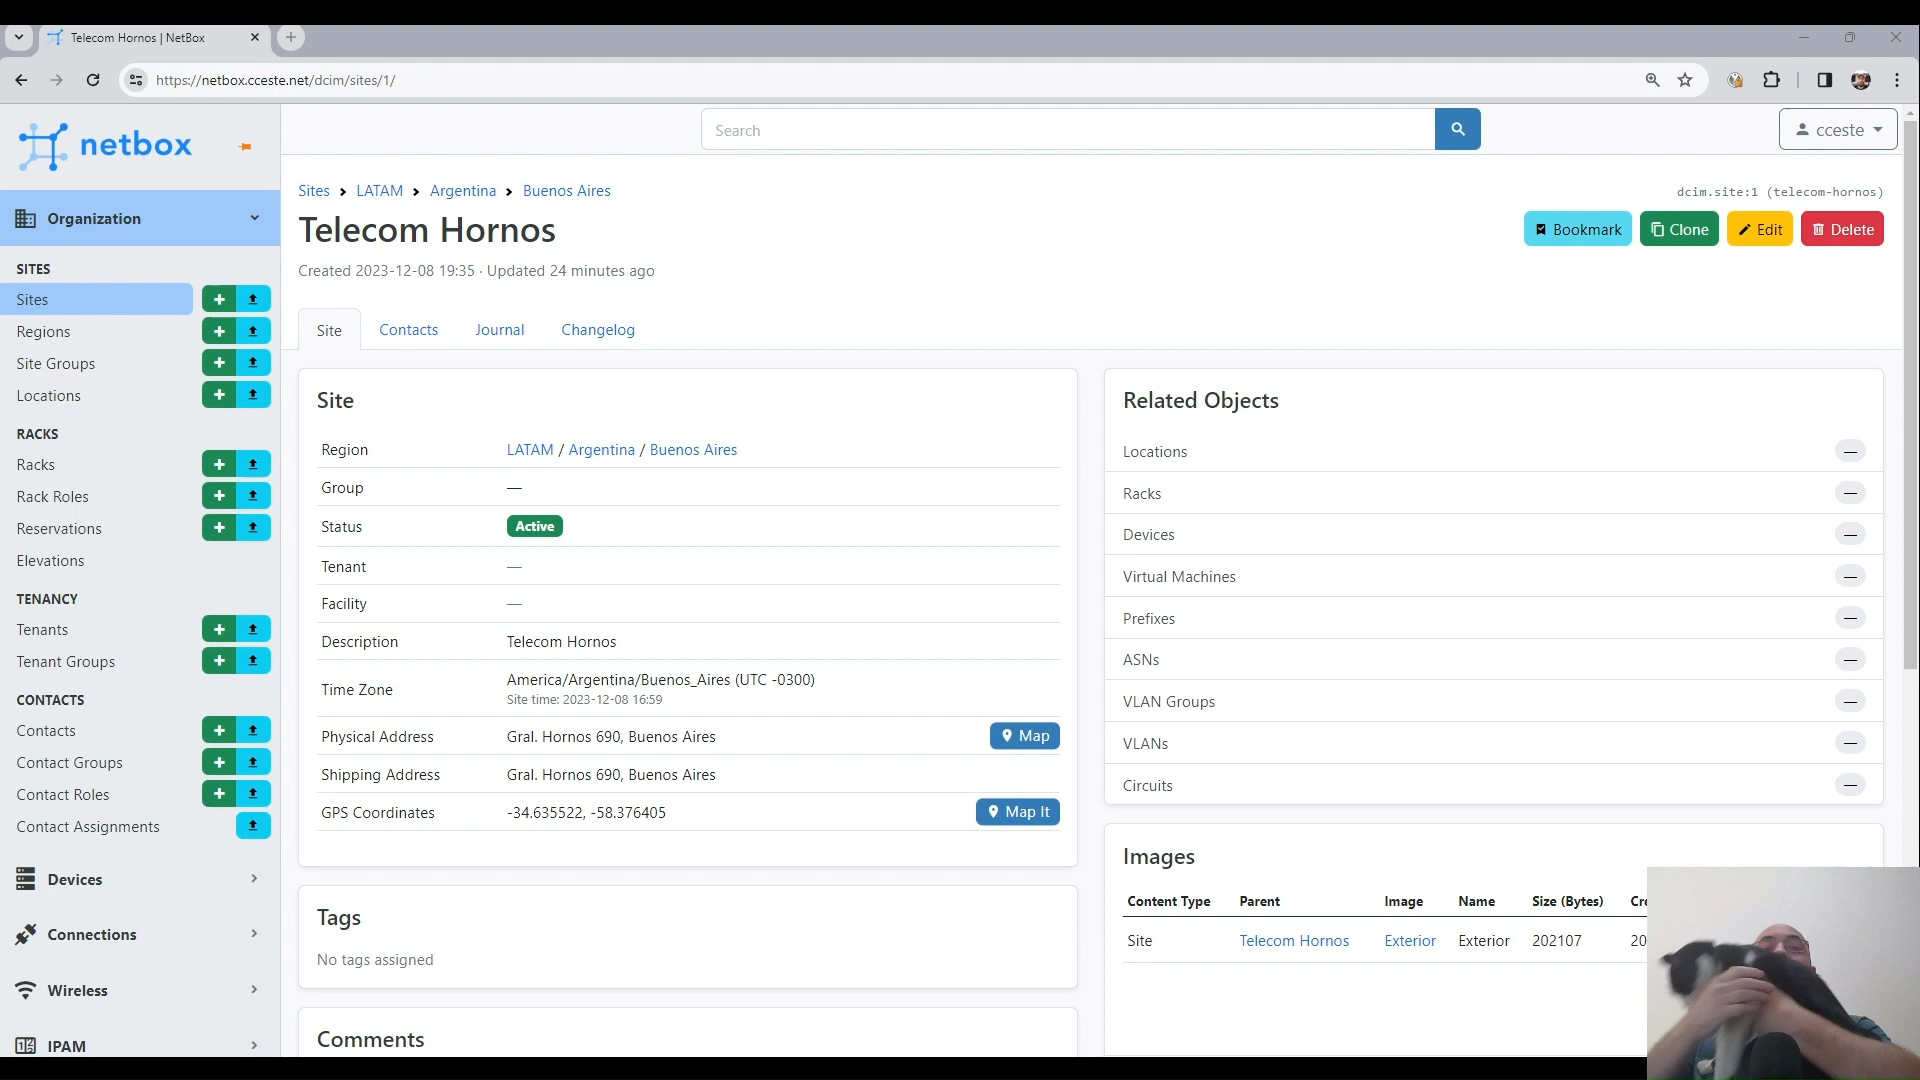 Telecom Hornos | NetBox
https://netbox.cceste.net/dcim/sites/1/
netbox
Search
cceste
Organization
SITES
Sites
Regions
Site Groups
Locations
RACKS
Racks
Rack Roles
Reservations
Elevations
TENANCY
Tenants
Tenant Groups
CONTACTS
Contacts
Contact Groups
Contact Roles
Contact Assignments
Devices
Connections
Wireless
IPAM
Sites > LATAM > Argentina > Buenos Aires
dcim.site:1 (telecom-hornos)
Telecom Hornos
Bookmark Clone Edit Delete
Created 2023-12-08 19:35 · Updated 24 minutes ago
Site Contacts Journal Changelog
Site
Region LATAM / Argentina / Buenos Aires
Group —
Status Active
Tenant —
Facility —
Description Telecom Hornos
Time Zone America/Argentina/Buenos_Aires (UTC -0300)
Site time: 2023-12-08 16:59
Physical Address Gral. Hornos 690, Buenos Aires Map
Shipping Address Gral. Hornos 690, Buenos Aires
GPS Coordinates -34.635522, -58.376405 Map It
Tags
No tags assigned
Comments
Related Objects
Locations —
Racks —
Devices —
Virtual Machines —
Prefixes —
ASNs —
VLAN Groups —
VLANs —
Circuits —
Images
Content Type Parent Image Name Size (Bytes) Cre
Site Telecom Hornos Exterior Exterior 202107 20